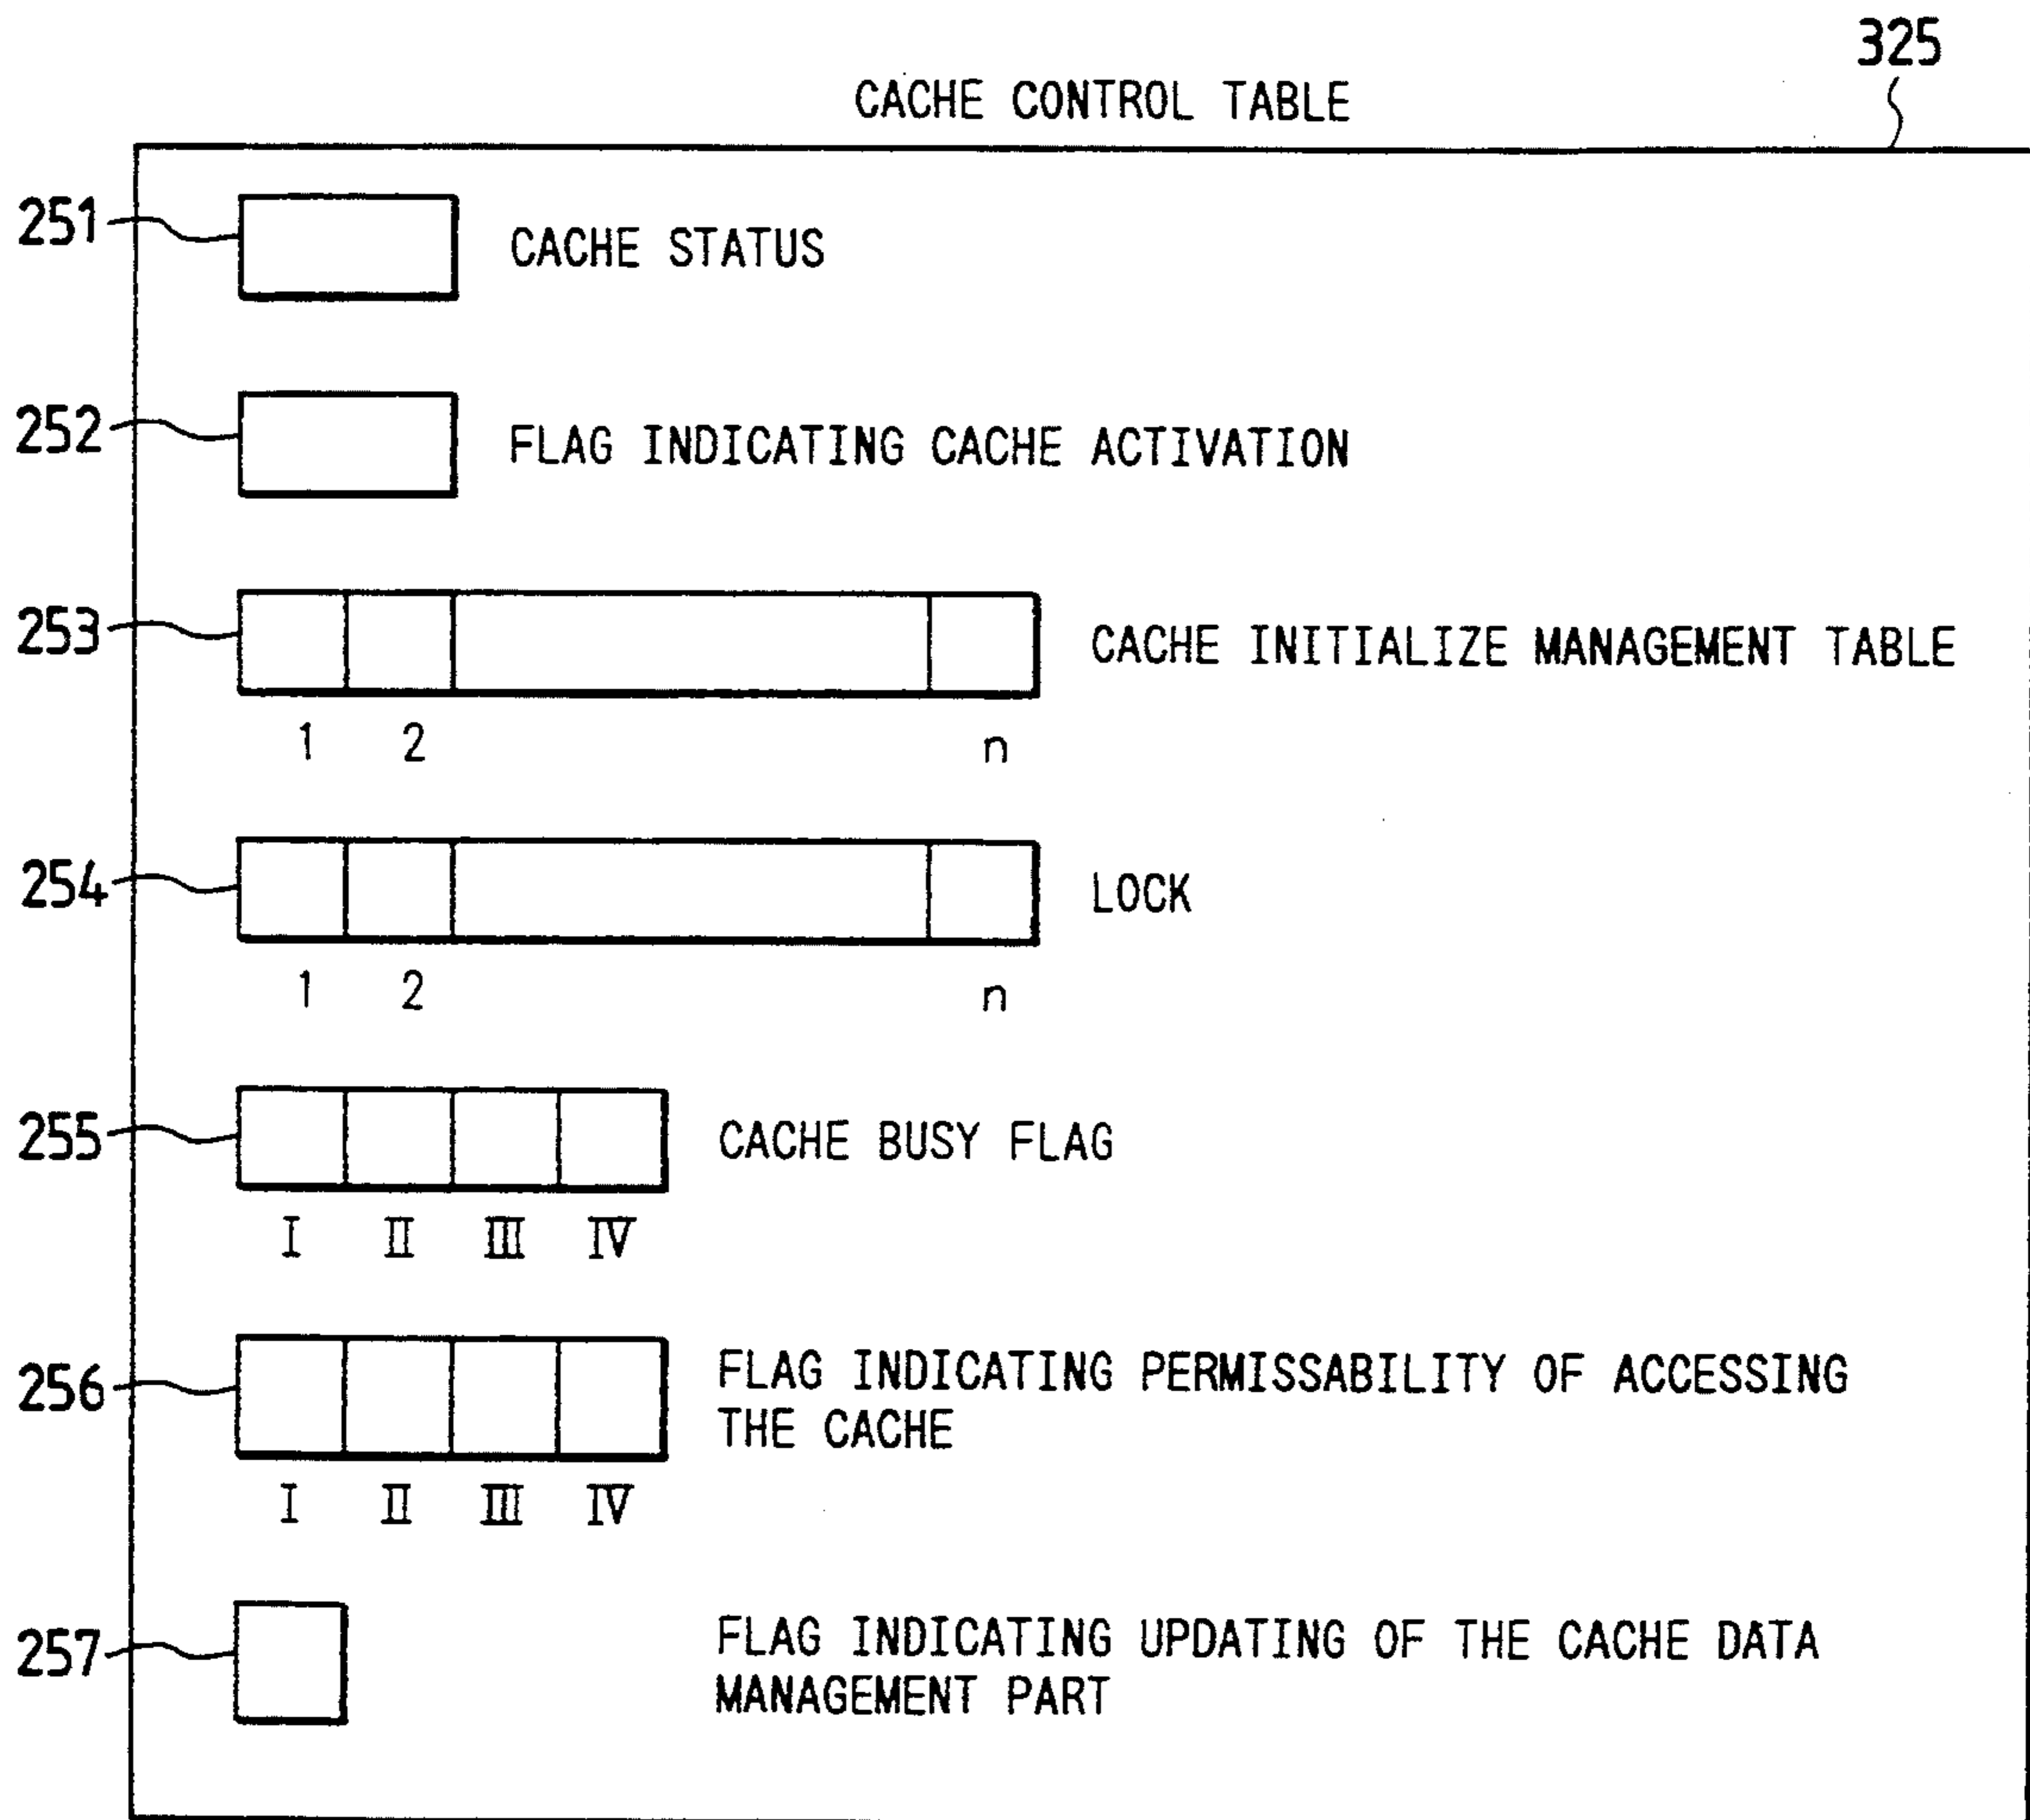 325
CACHE CONTROL TABLE
251
CACHE STATUS
252
FLAG INDICATING CACHE ACTIVATION
253
CACHE INITIALIZE MANAGEMENT TABLE
1 2 n
254
LOCK
1 2 n
255
CACHE BUSY FLAG
I II III IV
256
FLAG INDICATING PERMISSABILITY OF ACCESSING
THE CACHE
I II III IV
257
FLAG INDICATING UPDATING OF THE CACHE DATA
MANAGEMENT PART